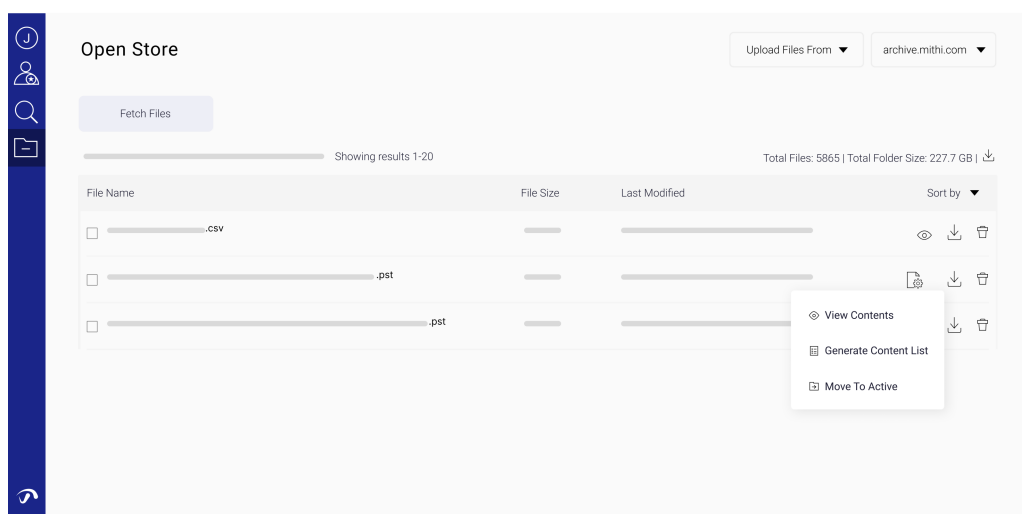 J
Open Store
Upload Files From
archive.mithi.com
Fetch Files
Showing results 1-20
Total Files: 5865 | Total Folder Size: 227.7 GB |
File Name File Size Last Modified Sort by
.csv
.pst
.pst
View Contents
Generate Content List
Move To Active